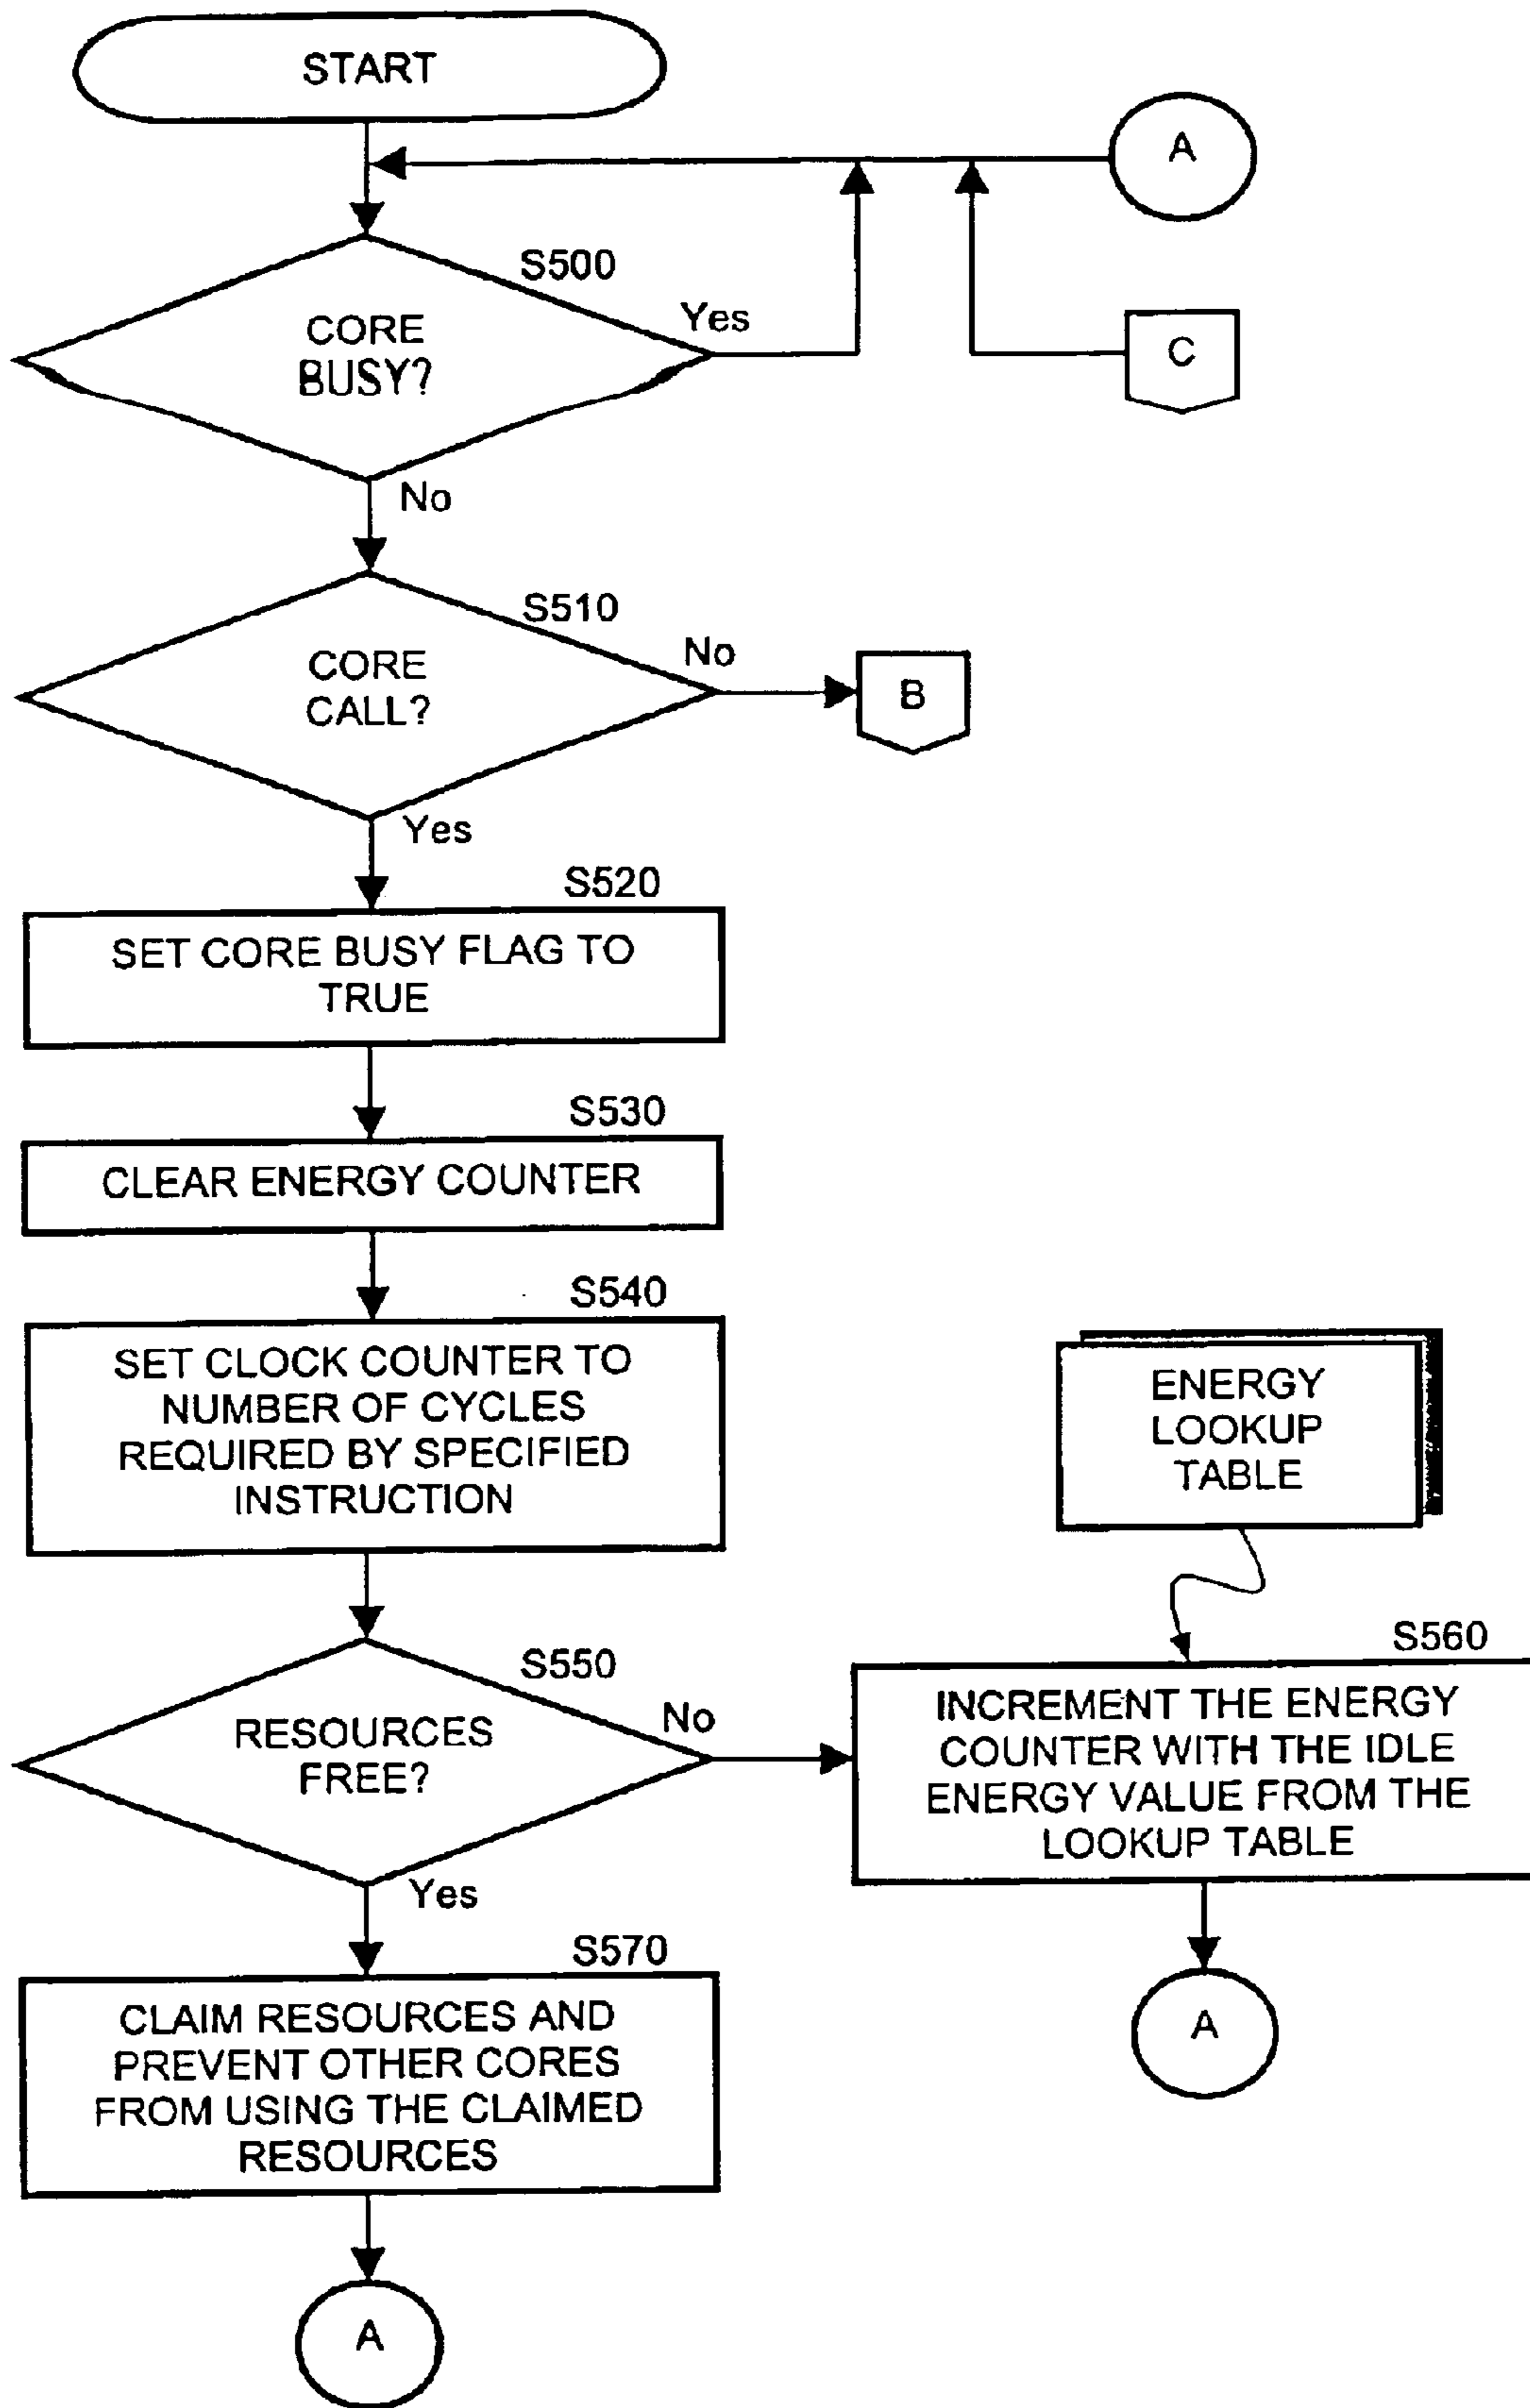 START
A
S500
CORE
BUSY?
Yes
C
No
S510
CORE
CALL?
No
B
Yes
S520
SET CORE BUSY FLAG TO
TRUE
S530
CLEAR ENERGY COUNTER
S540
SET CLOCK COUNTER TO
NUMBER OF CYCLES
REQUIRED BY SPECIFIED
INSTRUCTION
ENERGY
LOOKUP
TABLE
S550
RESOURCES
FREE?
No
S560
INCREMENT THE ENERGY
COUNTER WITH THE IDLE
ENERGY VALUE FROM THE
LOOKUP TABLE
Yes
A
S570
CLAIM RESOURCES AND
PREVENT OTHER CORES
FROM USING THE CLAIMED
RESOURCES
A